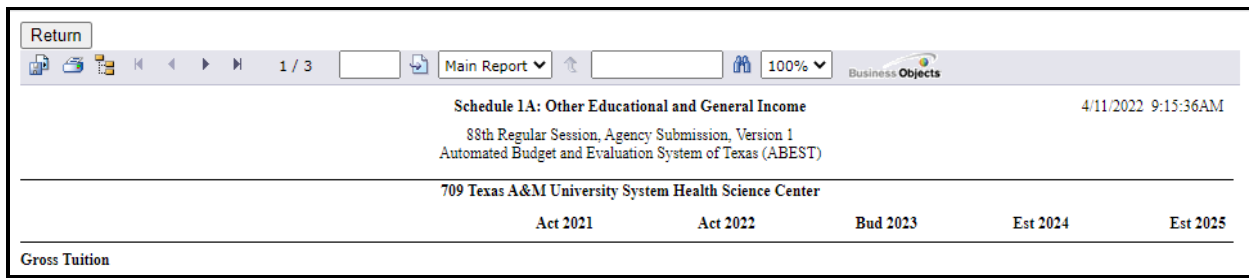 Return
1 / 3 Main Report 100% Business Objects
Schedule 1A: Other Educational and General Income 4/11/2022 9:15:36AM
88th Regular Session, Agency Submission, Version 1
Automated Budget and Evaluation System of Texas (ABEST)
709 Texas A&M University System Health Science Center
Act 2021 Act 2022 Bud 2023 Est 2024 Est 2025
Gross Tuition